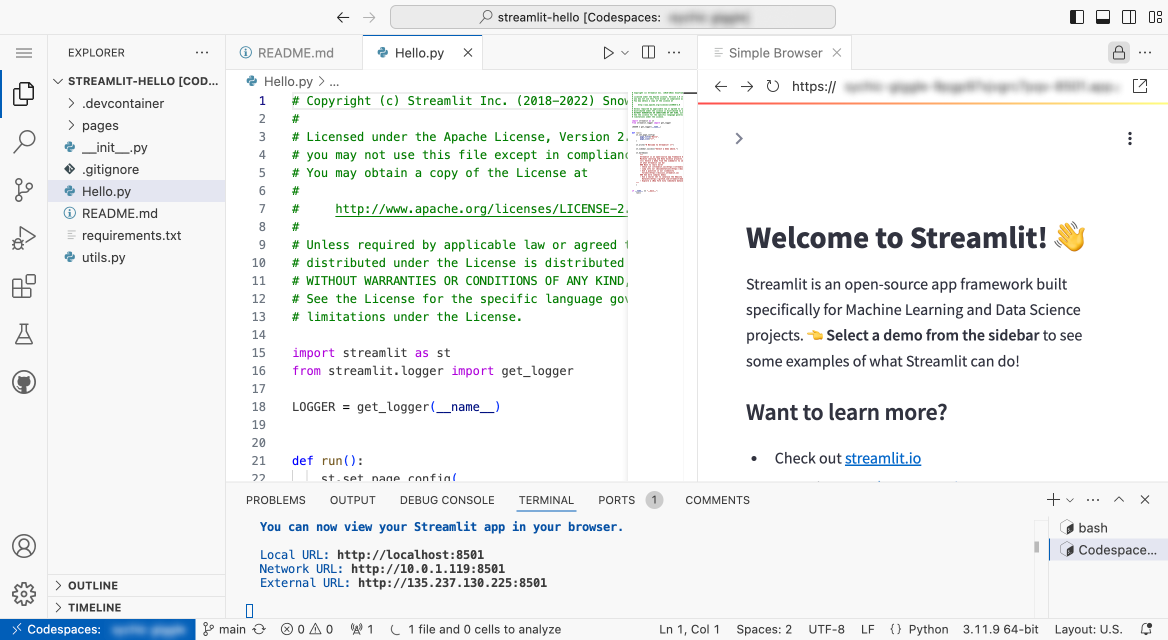 streamlit-hello [Codespaces:
EXPLORER
STREAMLIT-HELLO [COD...
.devcontainer
pages
__init__.py
.gitignore
Hello.py
README.md
requirements.txt
utils.py
OUTLINE
TIMELINE
README.md
Hello.py
Hello.py > ...
1 # Copyright (c) Streamlit Inc. (2018-2022) Snow
2 #
3 # Licensed under the Apache License, Version 2.
4 # you may not use this file except in complianc
5 # You may obtain a copy of the License at
6 #
7 #     http://www.apache.org/licenses/LICENSE-2.
8 #
9 # Unless required by applicable law or agreed t
10 # distributed under the License is distributed
11 # WITHOUT WARRANTIES OR CONDITIONS OF ANY KIND,
12 # See the License for the specific language gov
13 # limitations under the License.
14
15 import streamlit as st
16 from streamlit.logger import get_logger
17
18 LOGGER = get_logger(__name__)
19
20
21 def run():
22     st.set_page_config(
Simple Browser
https://
Welcome to Streamlit! 👋
Streamlit is an open-source app framework built
specifically for Machine Learning and Data Science
projects. 👈 Select a demo from the sidebar to see
some examples of what Streamlit can do!
Want to learn more?
• Check out streamlit.io
PROBLEMS OUTPUT DEBUG CONSOLE TERMINAL PORTS 1 COMMENTS
You can now view your Streamlit app in your browser.
Local URL: http://localhost:8501
Network URL: http://10.0.1.119:8501
External URL: http://135.237.130.225:8501
bash
Codespace...
Codespaces:
main 0 0 1 1 file and 0 cells to analyze Ln 1, Col 1 Spaces: 2 UTF-8 LF {} Python 3.11.9 64-bit Layout: U.S.